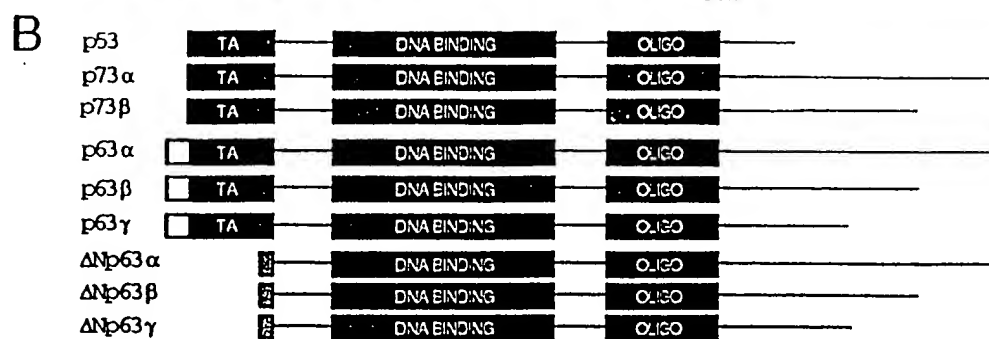 B
p53 TA DNA BINDING OLIGO
p73α TA DNA BINDING OLIGO
p73β TA DNA BINDING OLIGO
p63α TA DNA BINDING OLIGO
p63β TA DNA BINDING OLIGO
p63γ TA DNA BINDING OLIGO
ΔNp63α DNA BINDING OLIGO
ΔNp63β DNA BINDING OLIGO
ΔNp63γ DNA BINDING OLIGO